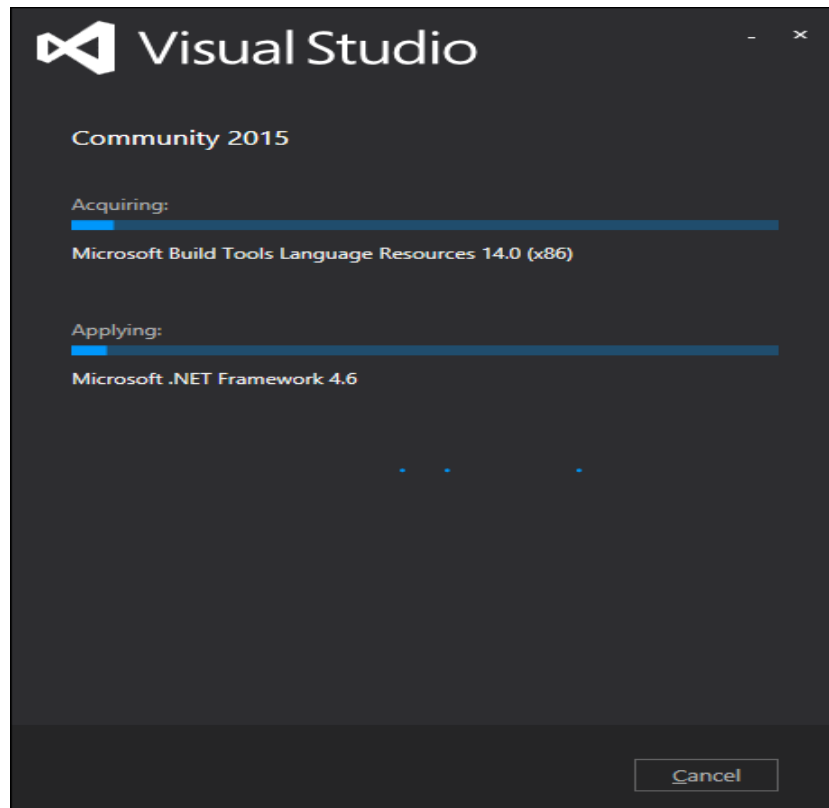 Visual Studio
Community 2015
Acquiring:
Microsoft Build Tools Language Resources 14.0 (x86)
Applying:
Microsoft .NET Framework 4.6
Cancel